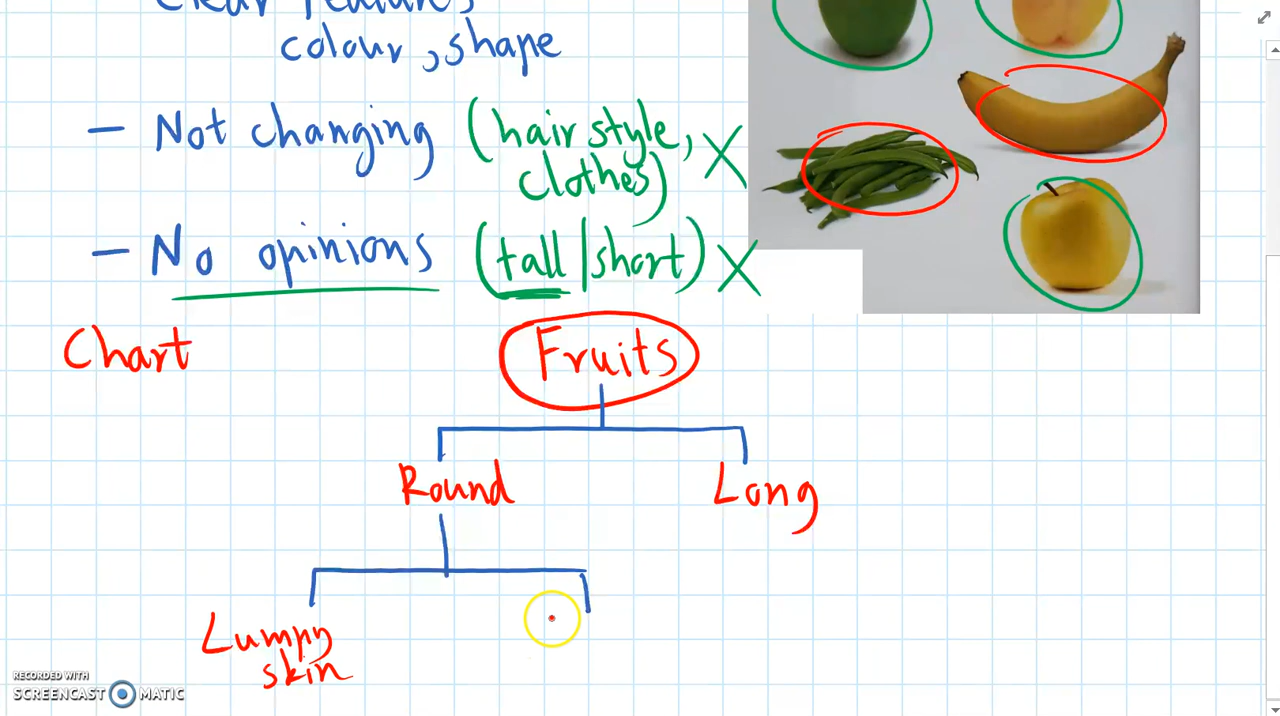 colour, shape
- Not changing (hair style, X
clothes)
- No opinions (tall/short) X
Chart
Fruits
Round
Long
Lumpy
skin
RECORDED WITH
SCREENCAST MATIC